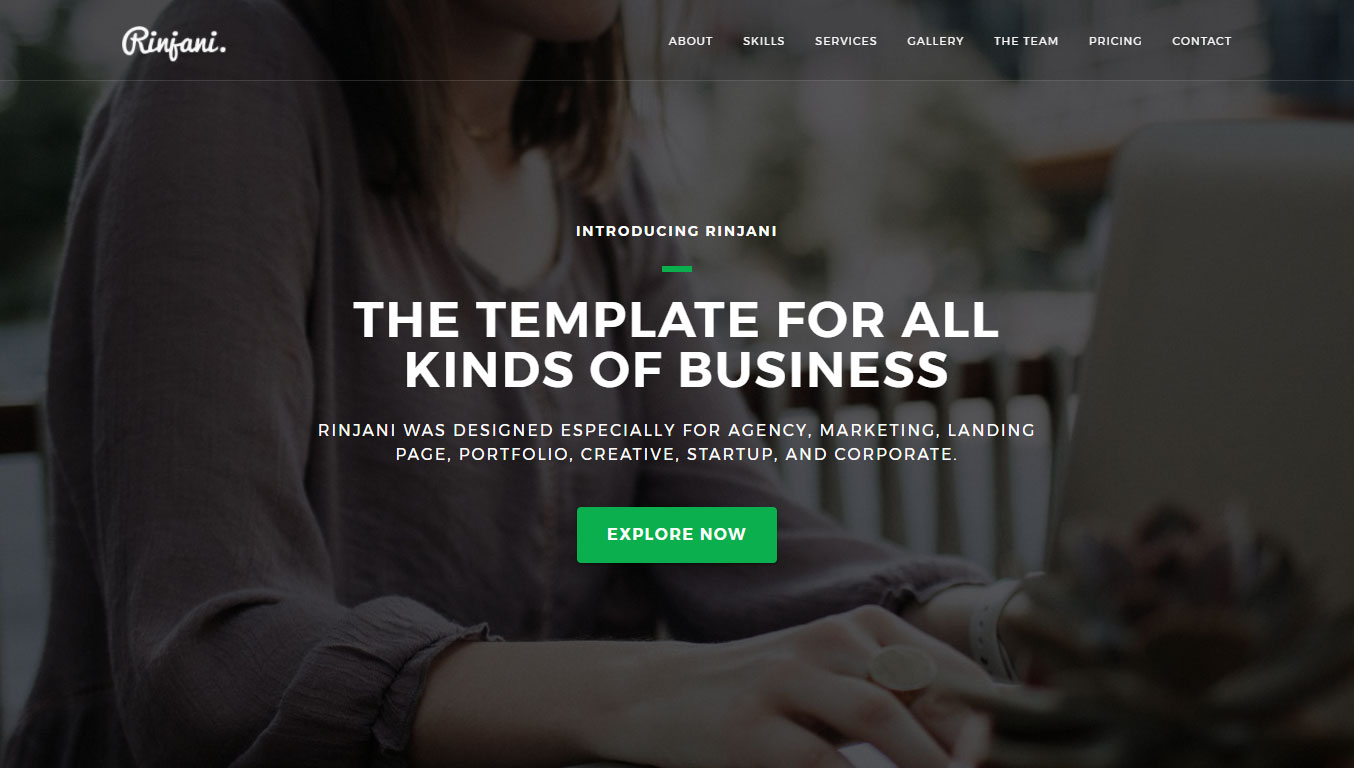 Rinjani.
ABOUT SKILLS SERVICES GALLERY THE TEAM PRICING CONTACT
INTRODUCING RINJANI
THE TEMPLATE FOR ALL
KINDS OF BUSINESS
RINJANI WAS DESIGNED ESPECIALLY FOR AGENCY, MARKETING, LANDING
PAGE, PORTFOLIO, CREATIVE, STARTUP, AND CORPORATE.
EXPLORE NOW